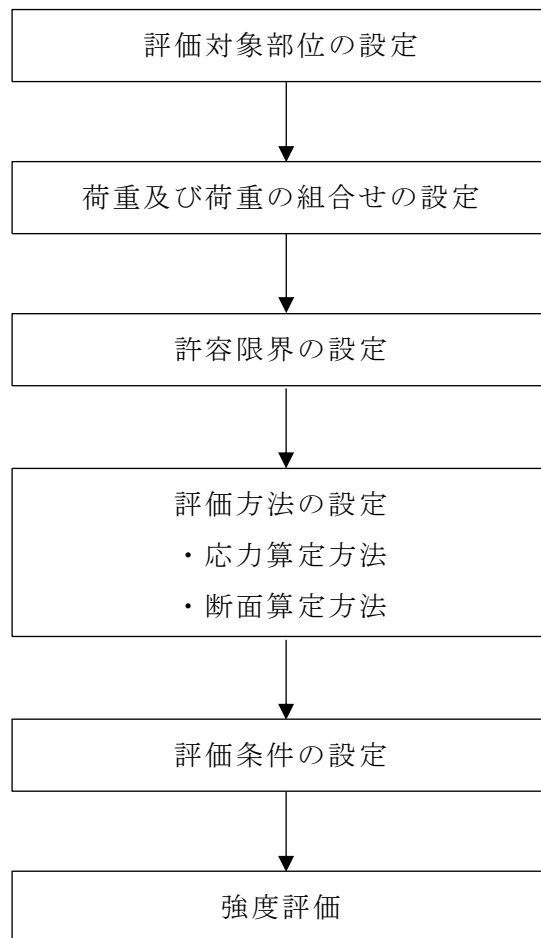 評価対象部位の設定
荷重及び荷重の組合せの設定
許容限界の設定
評価方法の設定
・応力算定方法
・断面算定方法
評価条件の設定
強度評価